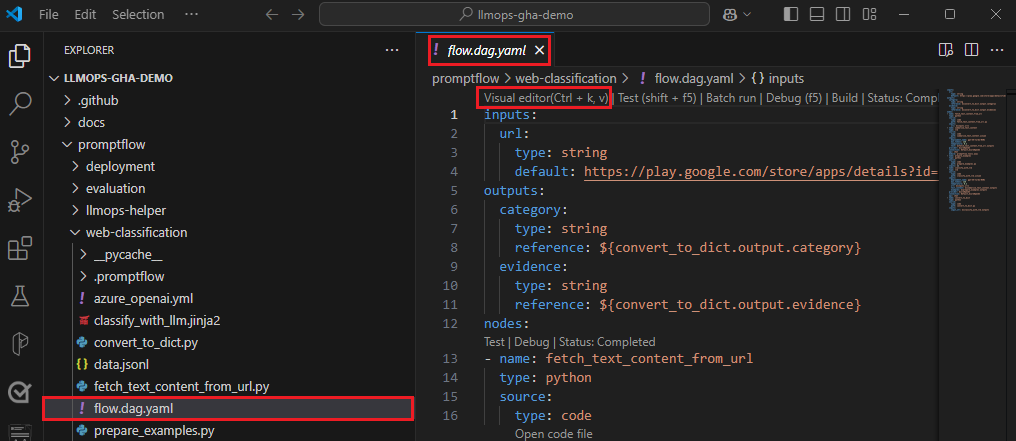 File Edit Selection ... llmops-gha-demo
EXPLORER ...
LLMOPS-GHA-DEMO
.github
docs
promptflow
deployment
evaluation
llmops-helper
web-classification
__pycache__
.promptflow
azure_openai.yml
classify_with_llm.jinja2
convert_to_dict.py
data.jsonl
fetch_text_content_from_url.py
flow.dag.yaml
prepare_examples.py
! flow.dag.yaml ×
promptflow > web-classification > ! flow.dag.yaml > {} inputs
Visual editor(Ctrl + k, v) | Test (shift + f5) | Batch run | Debug (f5) | Build | Status: Comple
1 inputs:
2 url:
3 type: string
4 default: https://play.google.com/store/apps/details?id=
5 outputs:
6 category:
7 type: string
8 reference: ${convert_to_dict.output.category}
9 evidence:
10 type: string
11 reference: ${convert_to_dict.output.evidence}
12 nodes:
Test | Debug | Status: Completed
13 - name: fetch_text_content_from_url
14 type: python
15 source:
16 type: code
Open code file